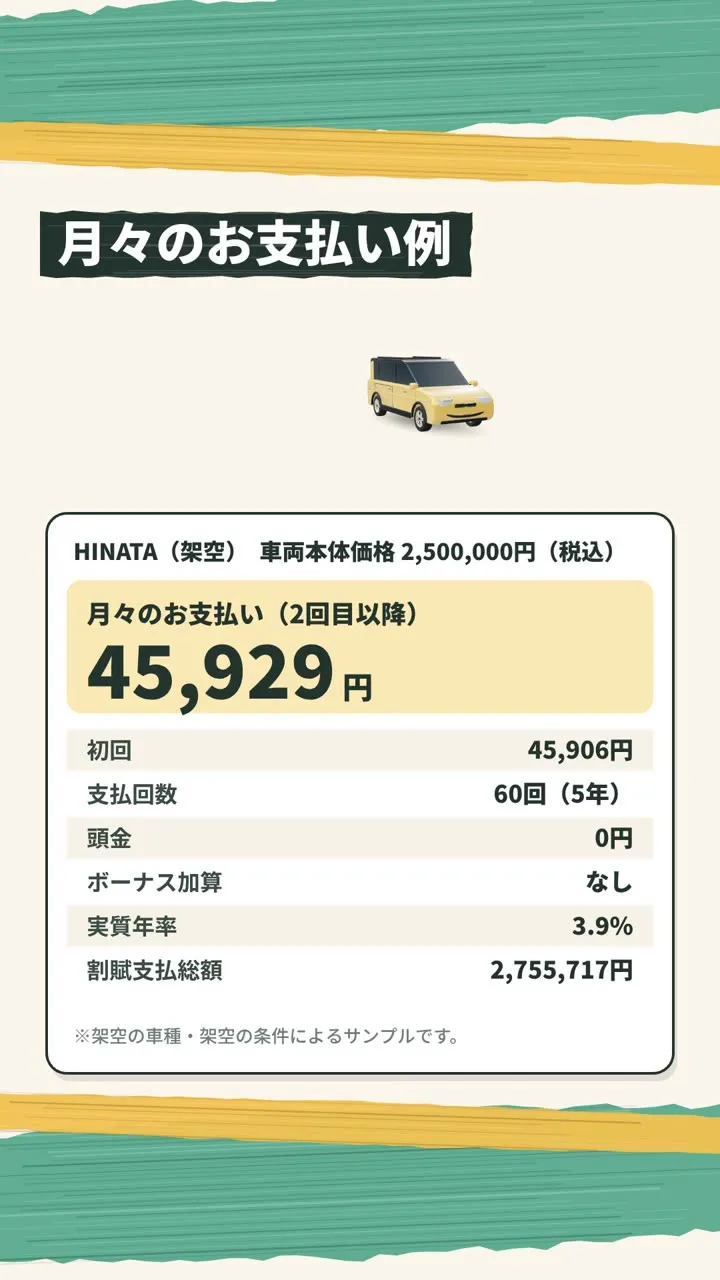 月々のお支払い例
HINATA（架空） 車両本体価格 2,500,000円（税込）
月々のお支払い（2回目以降）
45,929円
初回 45,906円
支払回数 60回（5年）
頭金 0円
ボーナス加算 なし
実質年率 3.9%
割賦支払総額 2,755,717円
※架空の車種・架空の条件によるサンプルです。